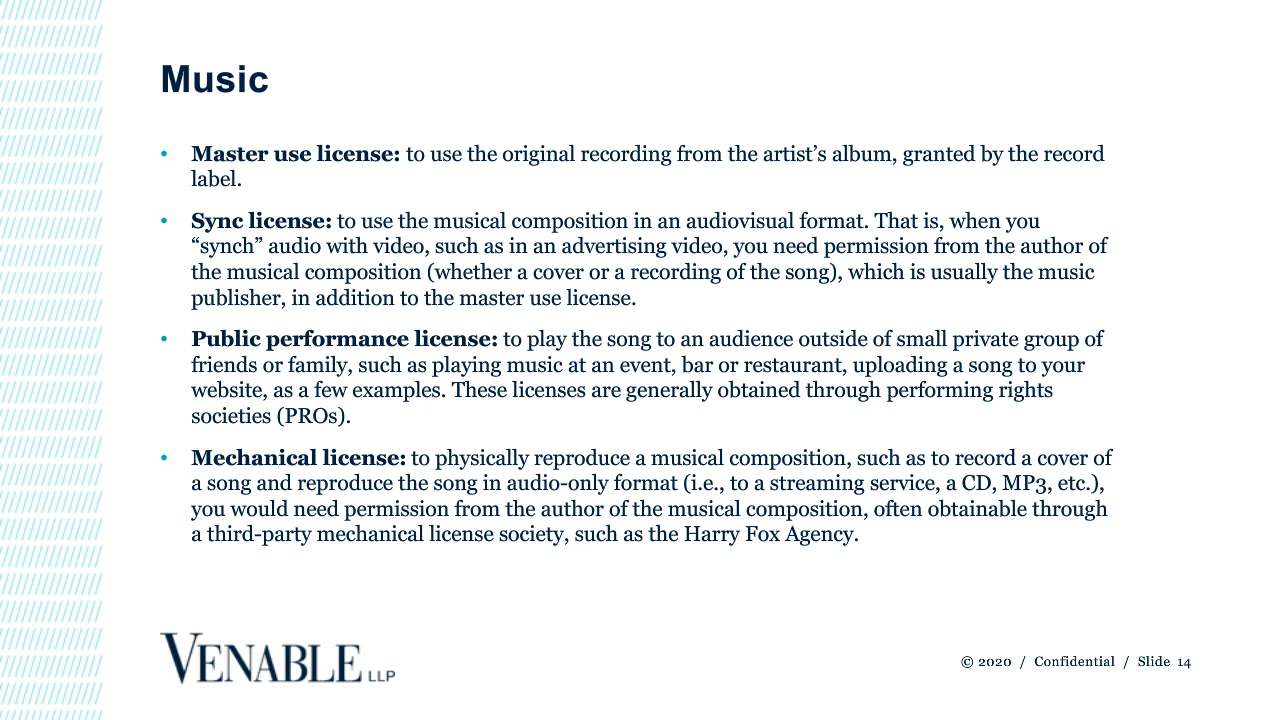 Music
• Master use license: to use the original recording from the artist’s album, granted by the record
label.
• Sync license: to use the musical composition in an audiovisual format. That is, when you
“synch” audio with video, such as in an advertising video, you need permission from the author of
the musical composition (whether a cover or a recording of the song), which is usually the music
publisher, in addition to the master use license.
• Public performance license: to play the song to an audience outside of small private group of
friends or family, such as playing music at an event, bar or restaurant, uploading a song to your
website, as a few examples. These licenses are generally obtained through performing rights
societies (PROs).
• Mechanical license: to physically reproduce a musical composition, such as to record a cover of
a song and reproduce the song in audio-only format (i.e., to a streaming service, a CD, MP3, etc.),
you would need permission from the author of the musical composition, often obtainable through
a third-party mechanical license society, such as the Harry Fox Agency.
VENABLE LLP
© 2020 / Confidential / Slide 14